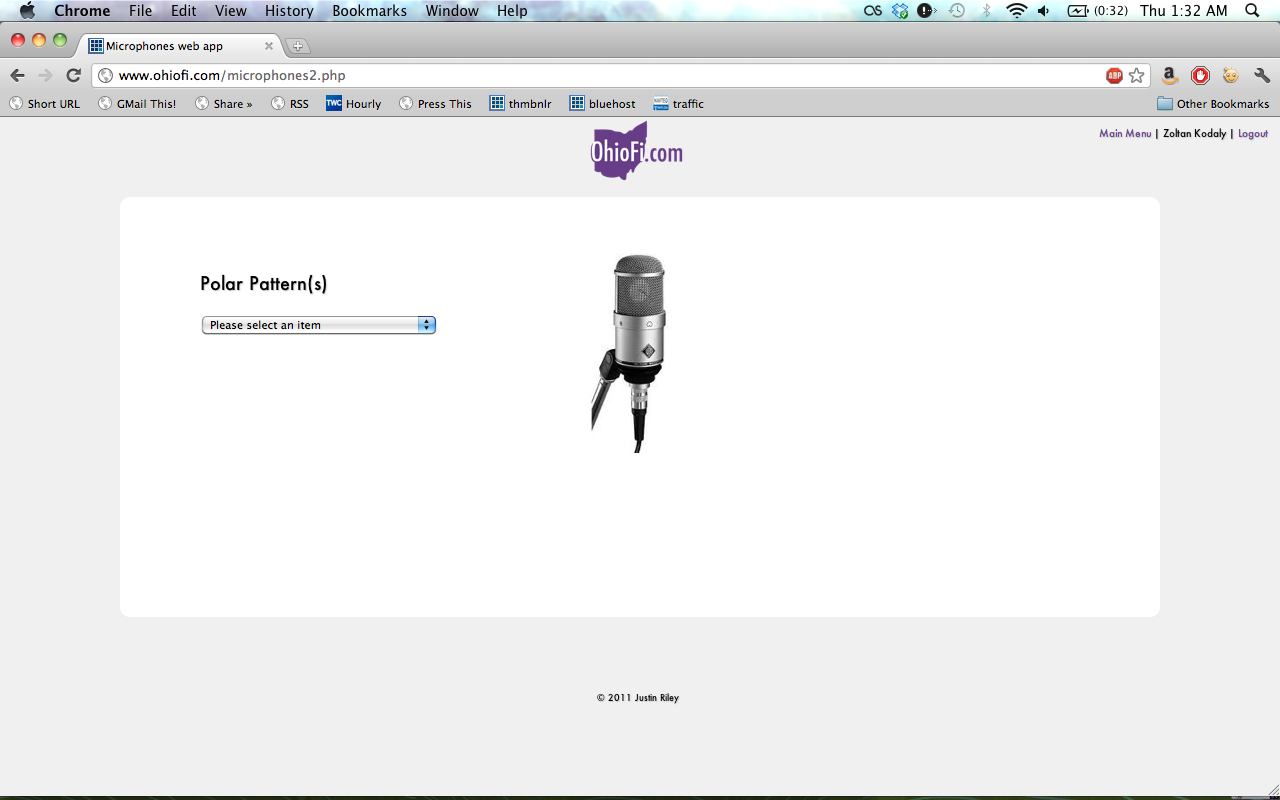 Chrome File Edit View History Bookmarks Window Help (0:32) Thu 1:32 AM
Microphones web app
www.ohiofi.com/microphones2.php ABP
Short URL GMail This! Share » RSS TWC Hourly Press This thmbnlr bluehost traffic Other Bookmarks
OhioFi.com
Main Menu | Zoltan Kodaly | Logout
Polar Pattern(s)
Please select an item
© 2011 Justin Riley